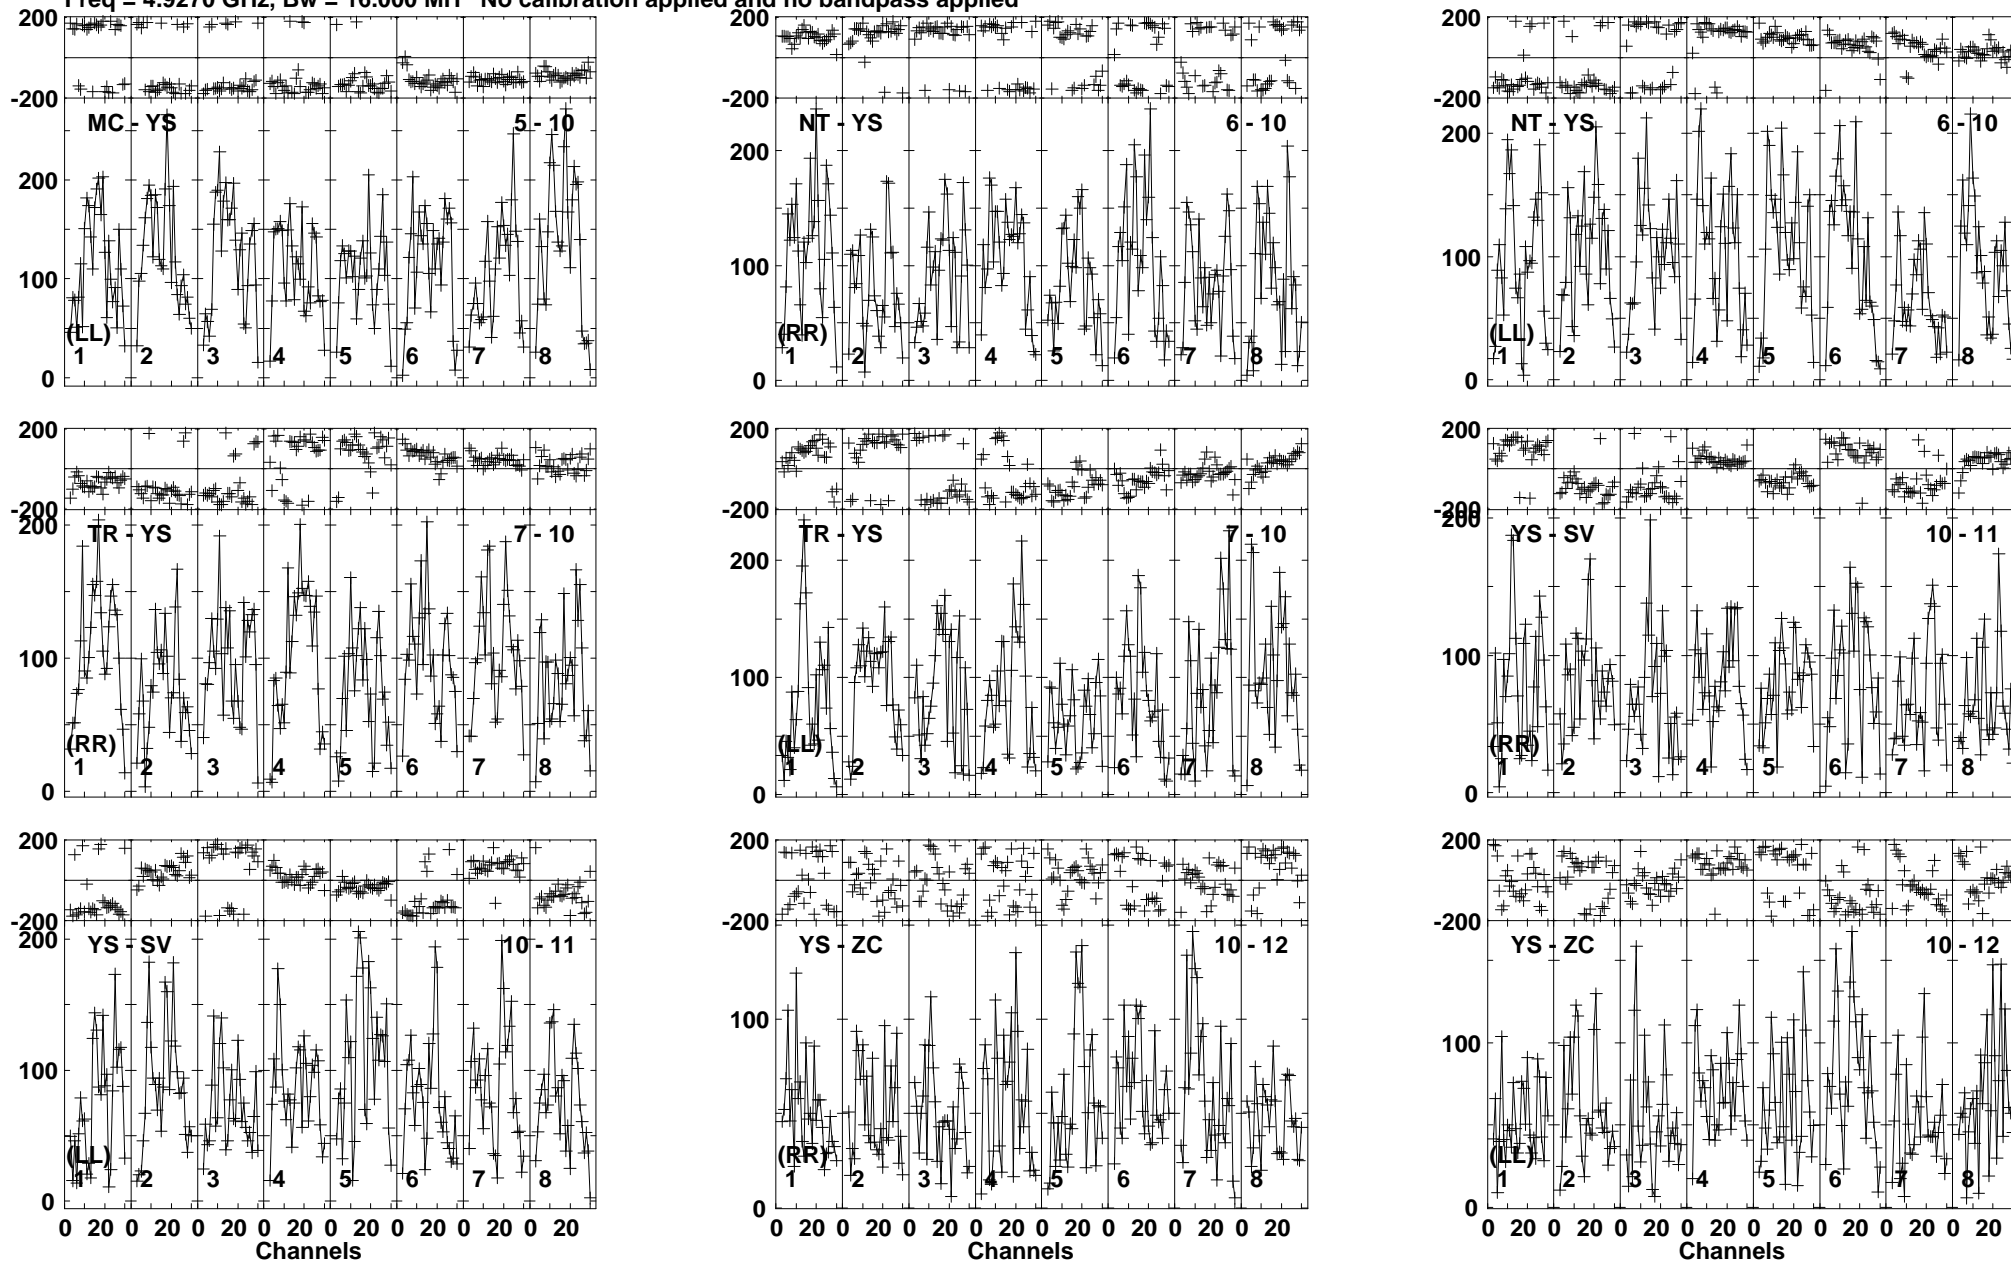 Freq = 4.9270 GHz, Bw = 16.000 MH No calibration applied and no bandpass applied
200 200 200
-200 -200 -200
MC - YS 5 - 10 NT - YS 6 - 10 NT - YS 6 - 10
200 200 200
100 100 100
(LL) (RR) (LL)
1 2 3 4 5 6 7 8 1 2 3 4 5 6 7 8 1 2 3 4 5 6 7 8
0 0 0
200 200 200
-200 -200 -200
200 200 200
TR - YS 7 - 10 TR - YS 7 - 10 YS - SV 10 - 11
100 100 100
(RR) (LL) (RR)
1 2 3 4 5 6 7 8 1 2 3 4 5 6 7 8 1 2 3 4 5 6 7 8
0 0 0
200 200 200
-200 -200 -200
200
YS - SV 10 - 11 YS - ZC 10 - 12 YS - ZC 10 - 12
100 100 100
(LL) (RR) (LL)
1 2 3 4 5 6 7 8 1 2 3 4 5 6 7 8 1 2 3 4 5 6 7 8
0 0 0
0 20 0 20 0 20 0 20 0 20 0 20 0 20 0 20 0 20 0 20 0 20 0 20 0 20 0 20 0 20 0 20 0 20 0 20 0 20 0 20 0 20 0 20 0 20 0 20
Channels Channels Channels